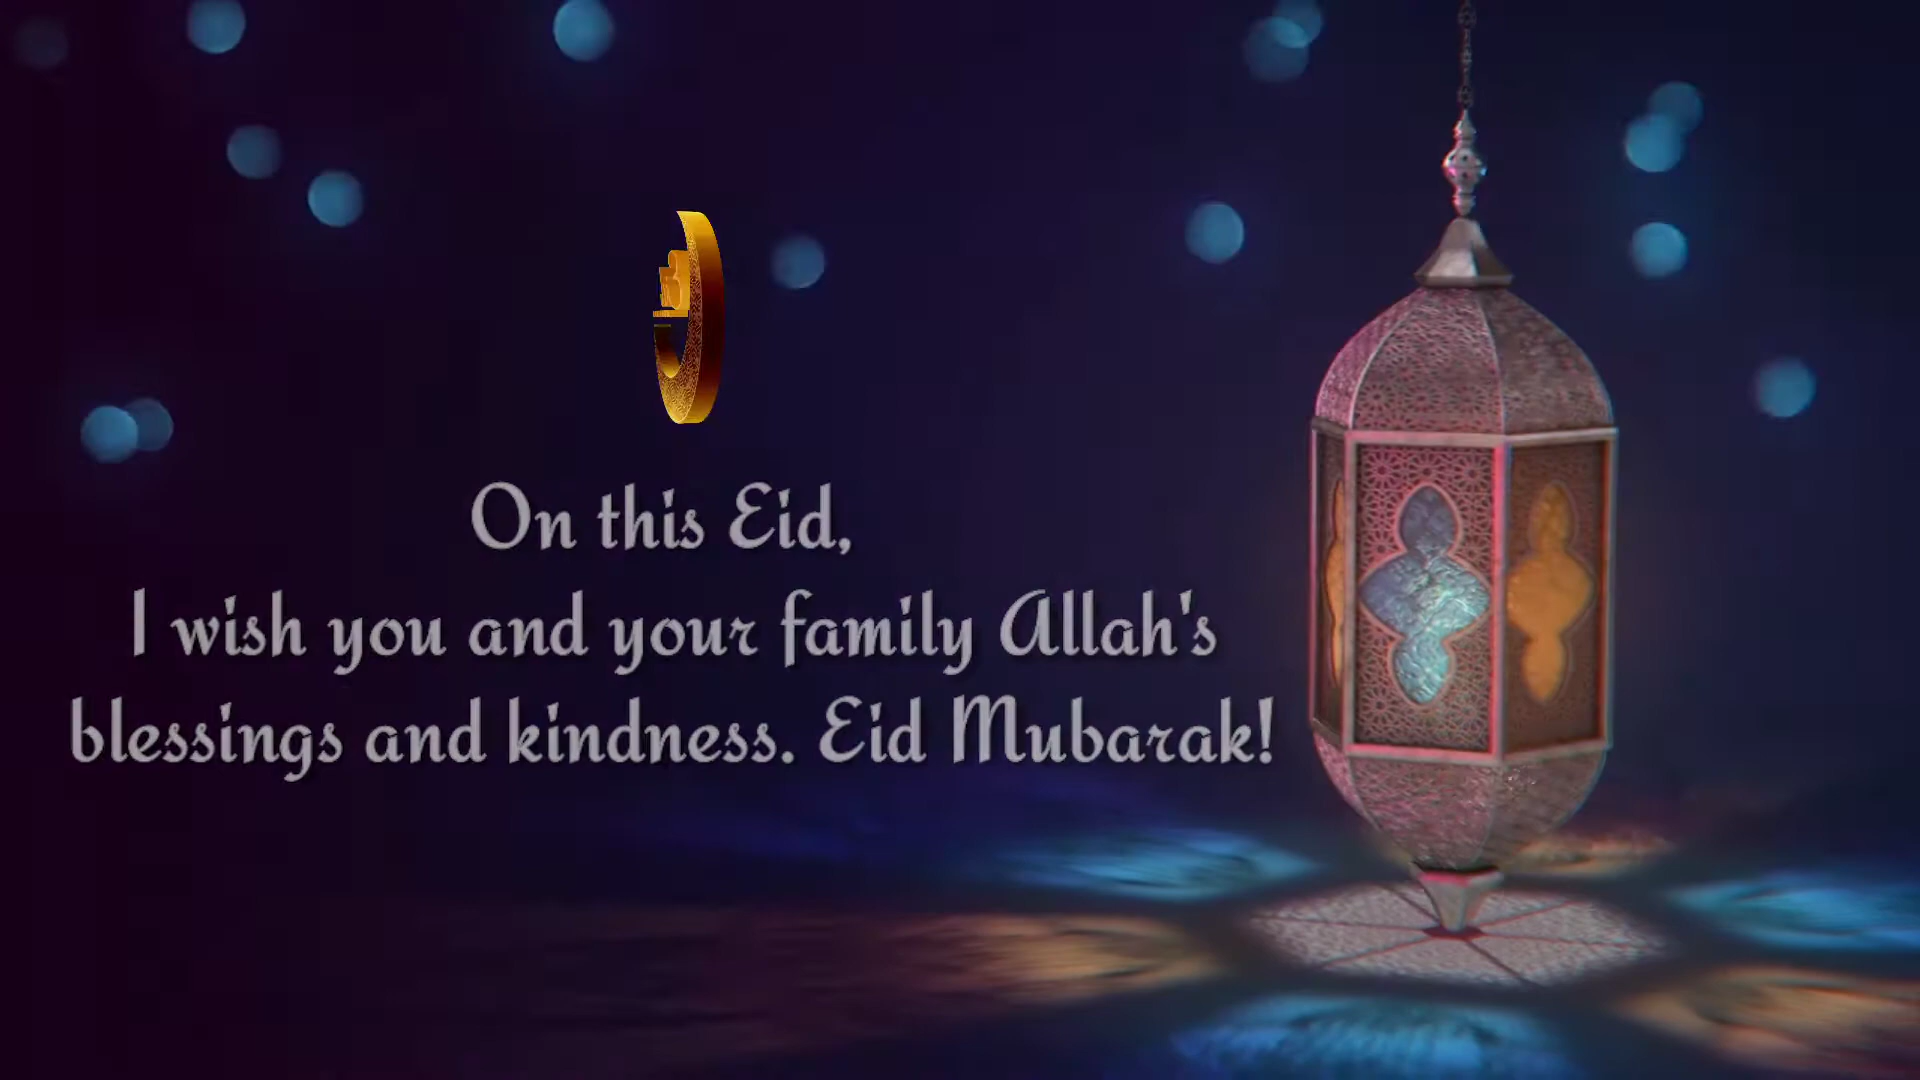 On this Eid,
I wish you and your family Allah's
blessings and kindness. Eid Mubarak!